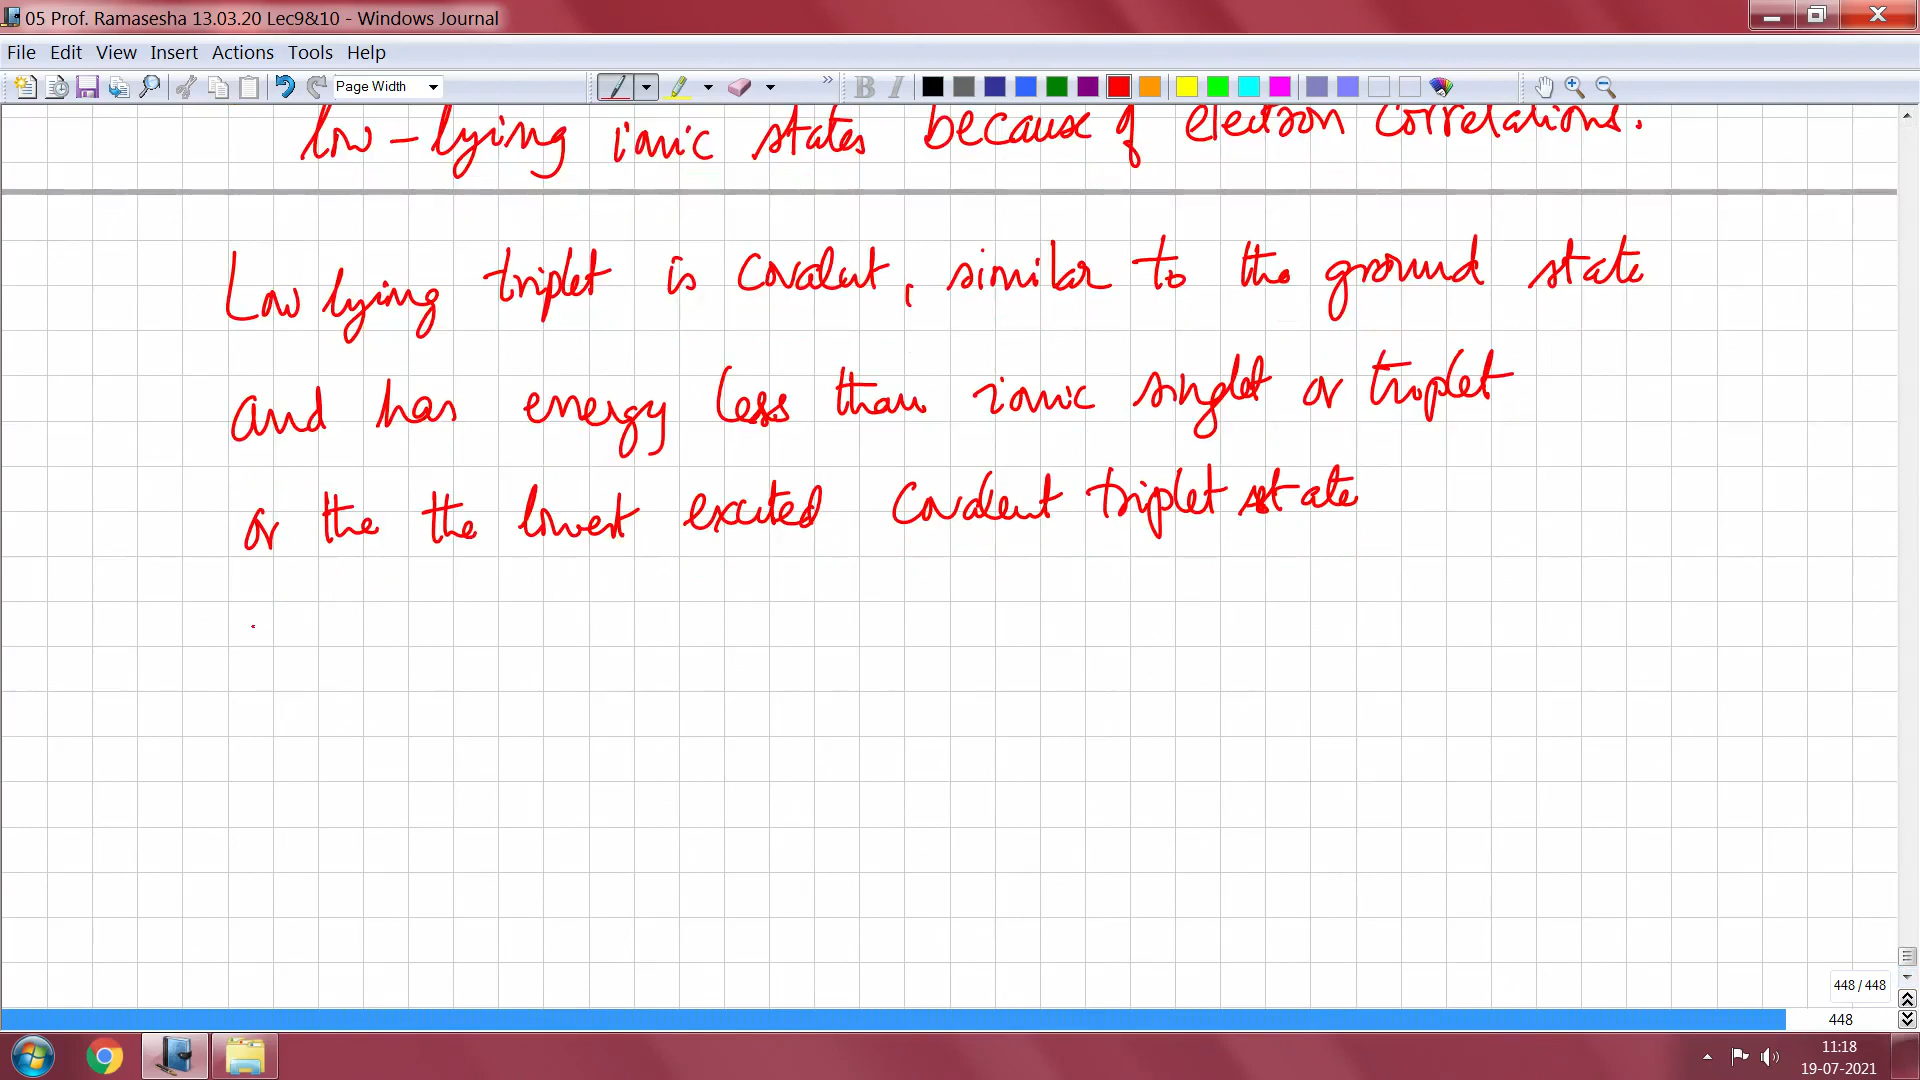 05 Prof. Ramasesha 13.03.20 Lec9&10 - Windows Journal
File Edit View Insert Actions Tools Help
Page Width
B I
low-lying ionic states because of electron correlations.
Low lying triplet is covalent, similar to the ground state
and has energy less than ionic singlet or triplet
or the the lowest excited covalent triplet state
448 / 448
448
11:18
19-07-2021